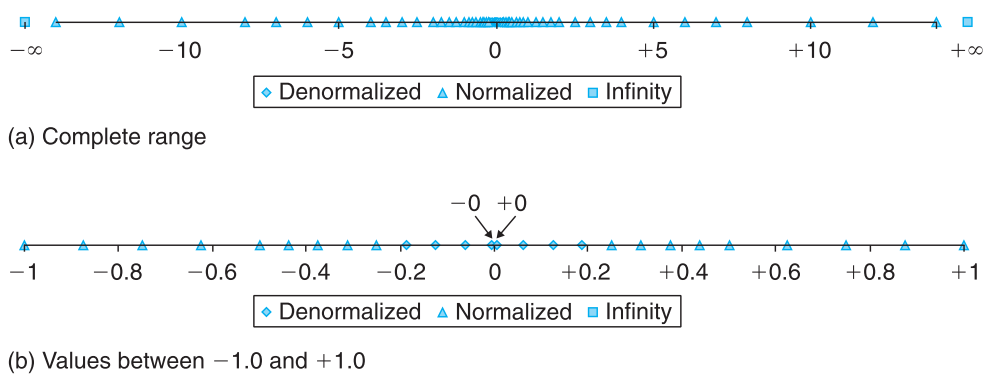 −∞ −10 −5 0 +5 +10 +∞
Denormalized Normalized Infinity
(a) Complete range
−0 +0
−1 −0.8 −0.6 −0.4 −0.2 0 +0.2 +0.4 +0.6 +0.8 +1
Denormalized Normalized Infinity
(b) Values between −1.0 and +1.0